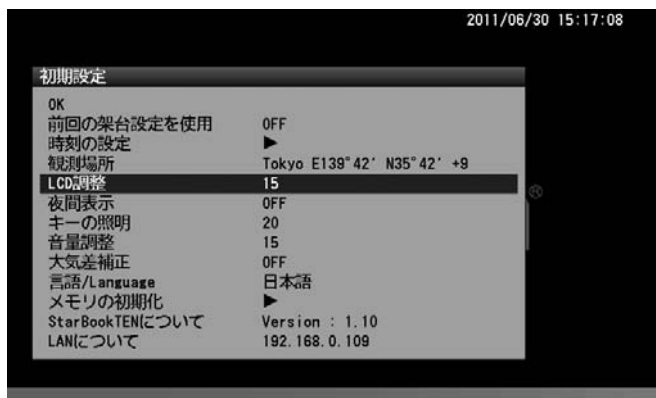 2011/06/30 15:17:08
初期設定
OK
前回の架台設定を使用 OFF
時刻の設定 ▶
観測場所 Tokyo E139°42′ N35°42′ +9
LCD調整 15
夜間表示 OFF
キーの照明 20
音量調整 15
大気差補正 OFF
言語/Language 日本語
メモリの初期化 ▶
StarBookTENについて Version : 1.10
LANについて 192.168.0.109
®